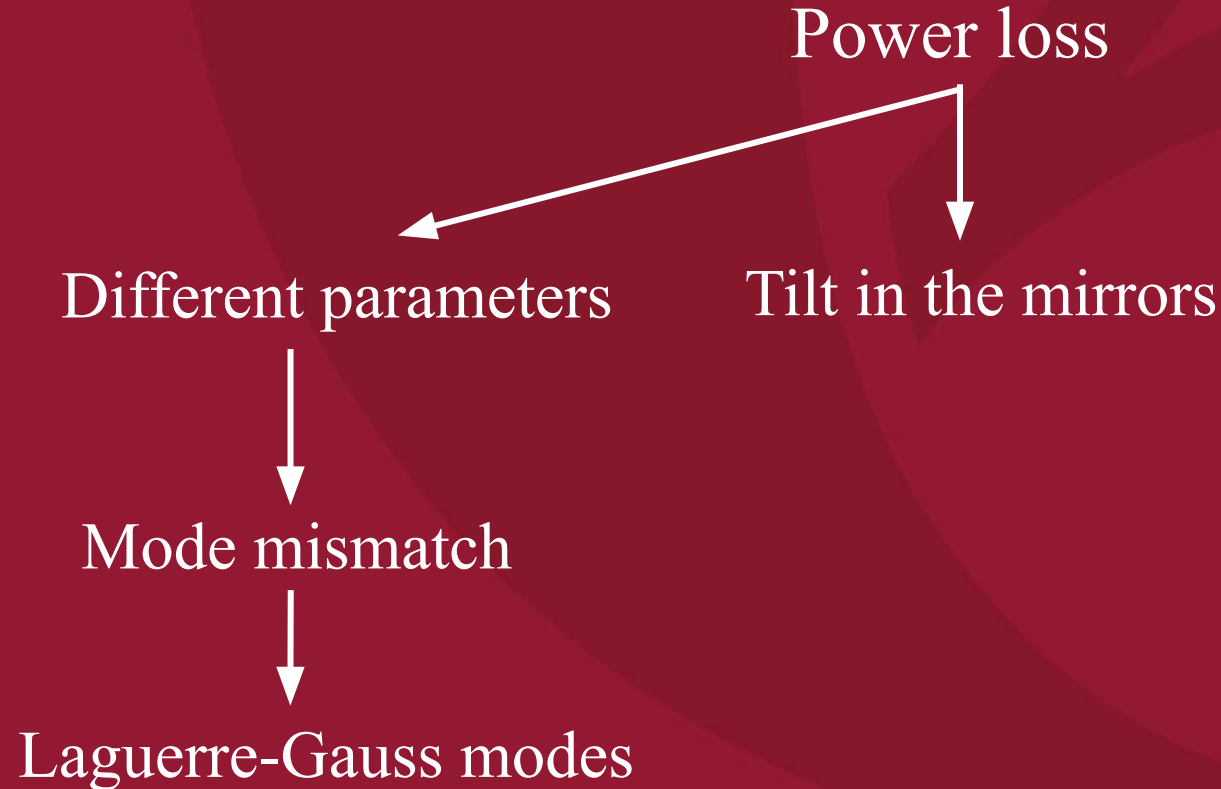 Power loss
Different parameters
Tilt in the mirrors
Mode mismatch
Laguerre-Gauss modes